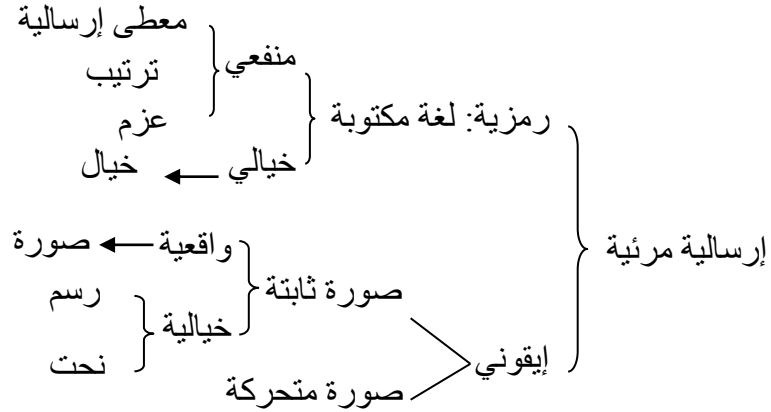 معطى إرسالية
منفعي
ترتيب
عزم
رمزية: لغة مكتوبة
خيالي
خيال
إرسالية مرئية
واقعية
صورة
صورة ثابتة
رسم
خيالية
نحت
إيقوني
صورة متحركة